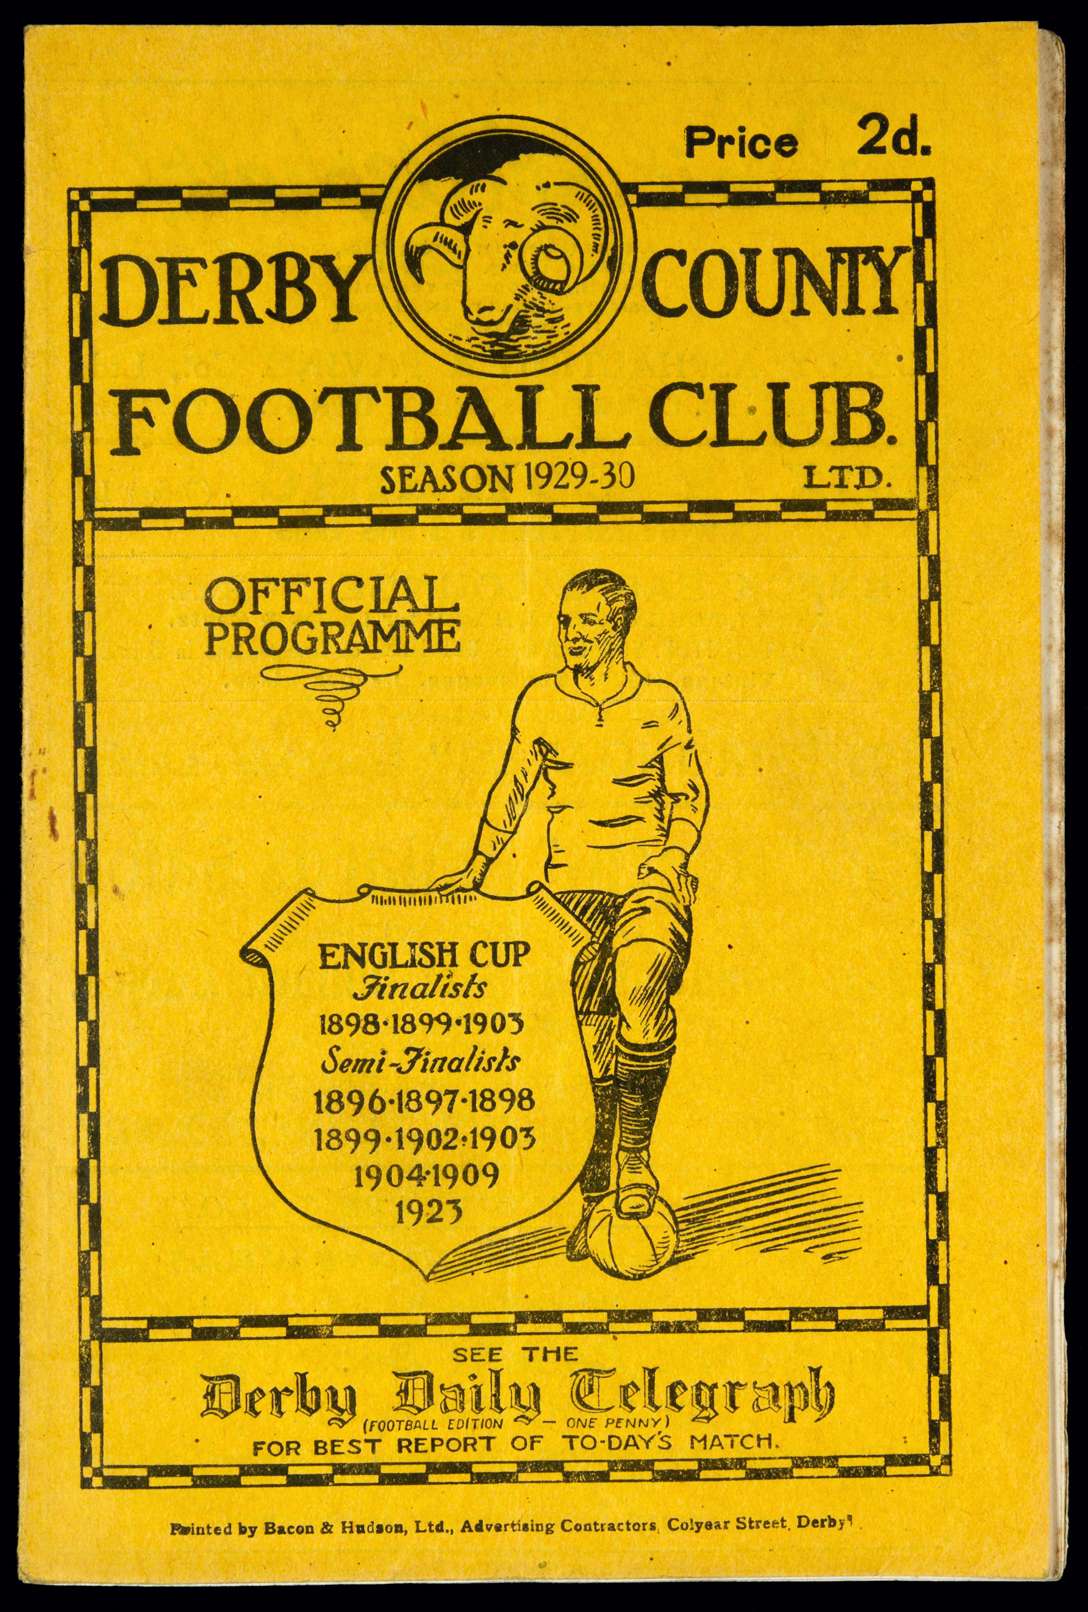 Price 2d.
DERBY COUNTY
FOOTBALL CLUB.
SEASON 1929-30 LTD.
OFFICIAL
PROGRAMME
ENGLISH CUP
Finalists
1898·1899·1903
Semi-Finalists
1896·1897·1898
1899·1902·1903
1904·1909
1923
SEE THE
Derby Daily Telegraph
(FOOTBALL EDITION — ONE PENNY)
FOR BEST REPORT OF TO-DAY'S MATCH.
Printed by Bacon & Hudson, Ltd., Advertising Contractors, Colyear Street, Derby